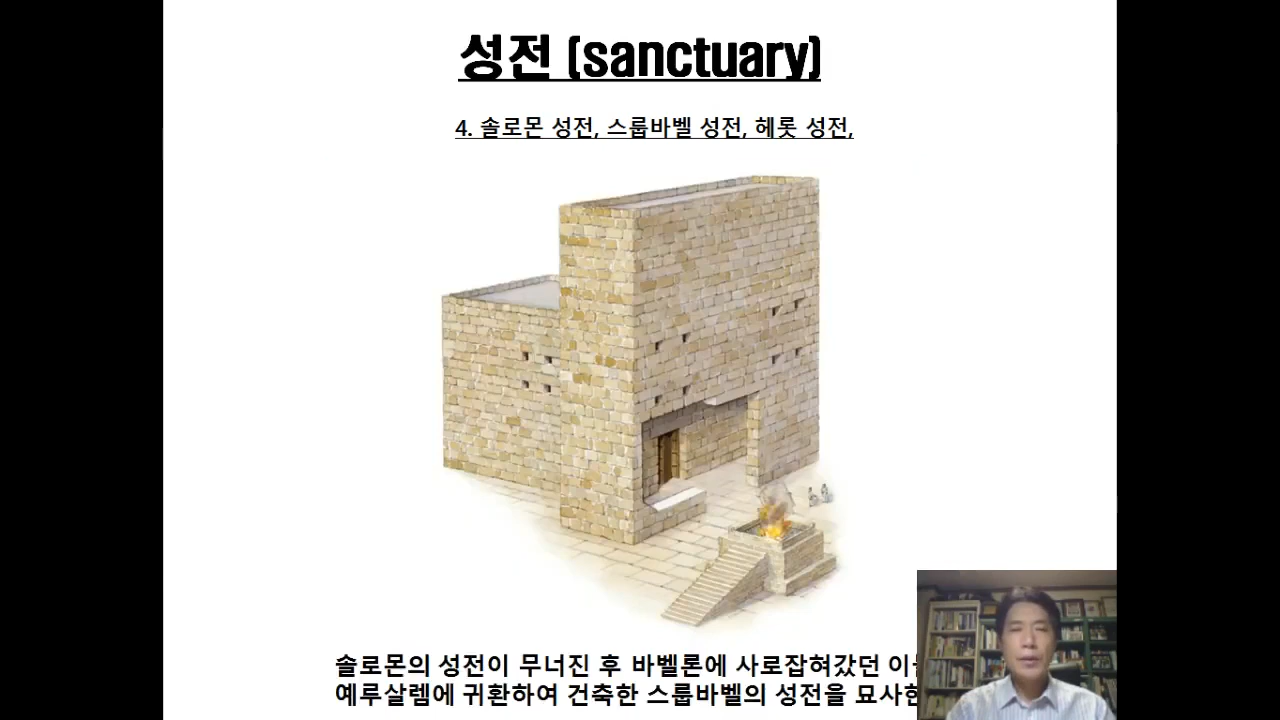 성전 (sanctuary)
4. 솔로몬 성전, 스룹바벨 성전, 헤롯 성전,
솔로몬의 성전이 무너진 후 바벨론에 사로잡혀갔던
예루살렘에 귀환하여 건축한 스룹바벨의 성전을